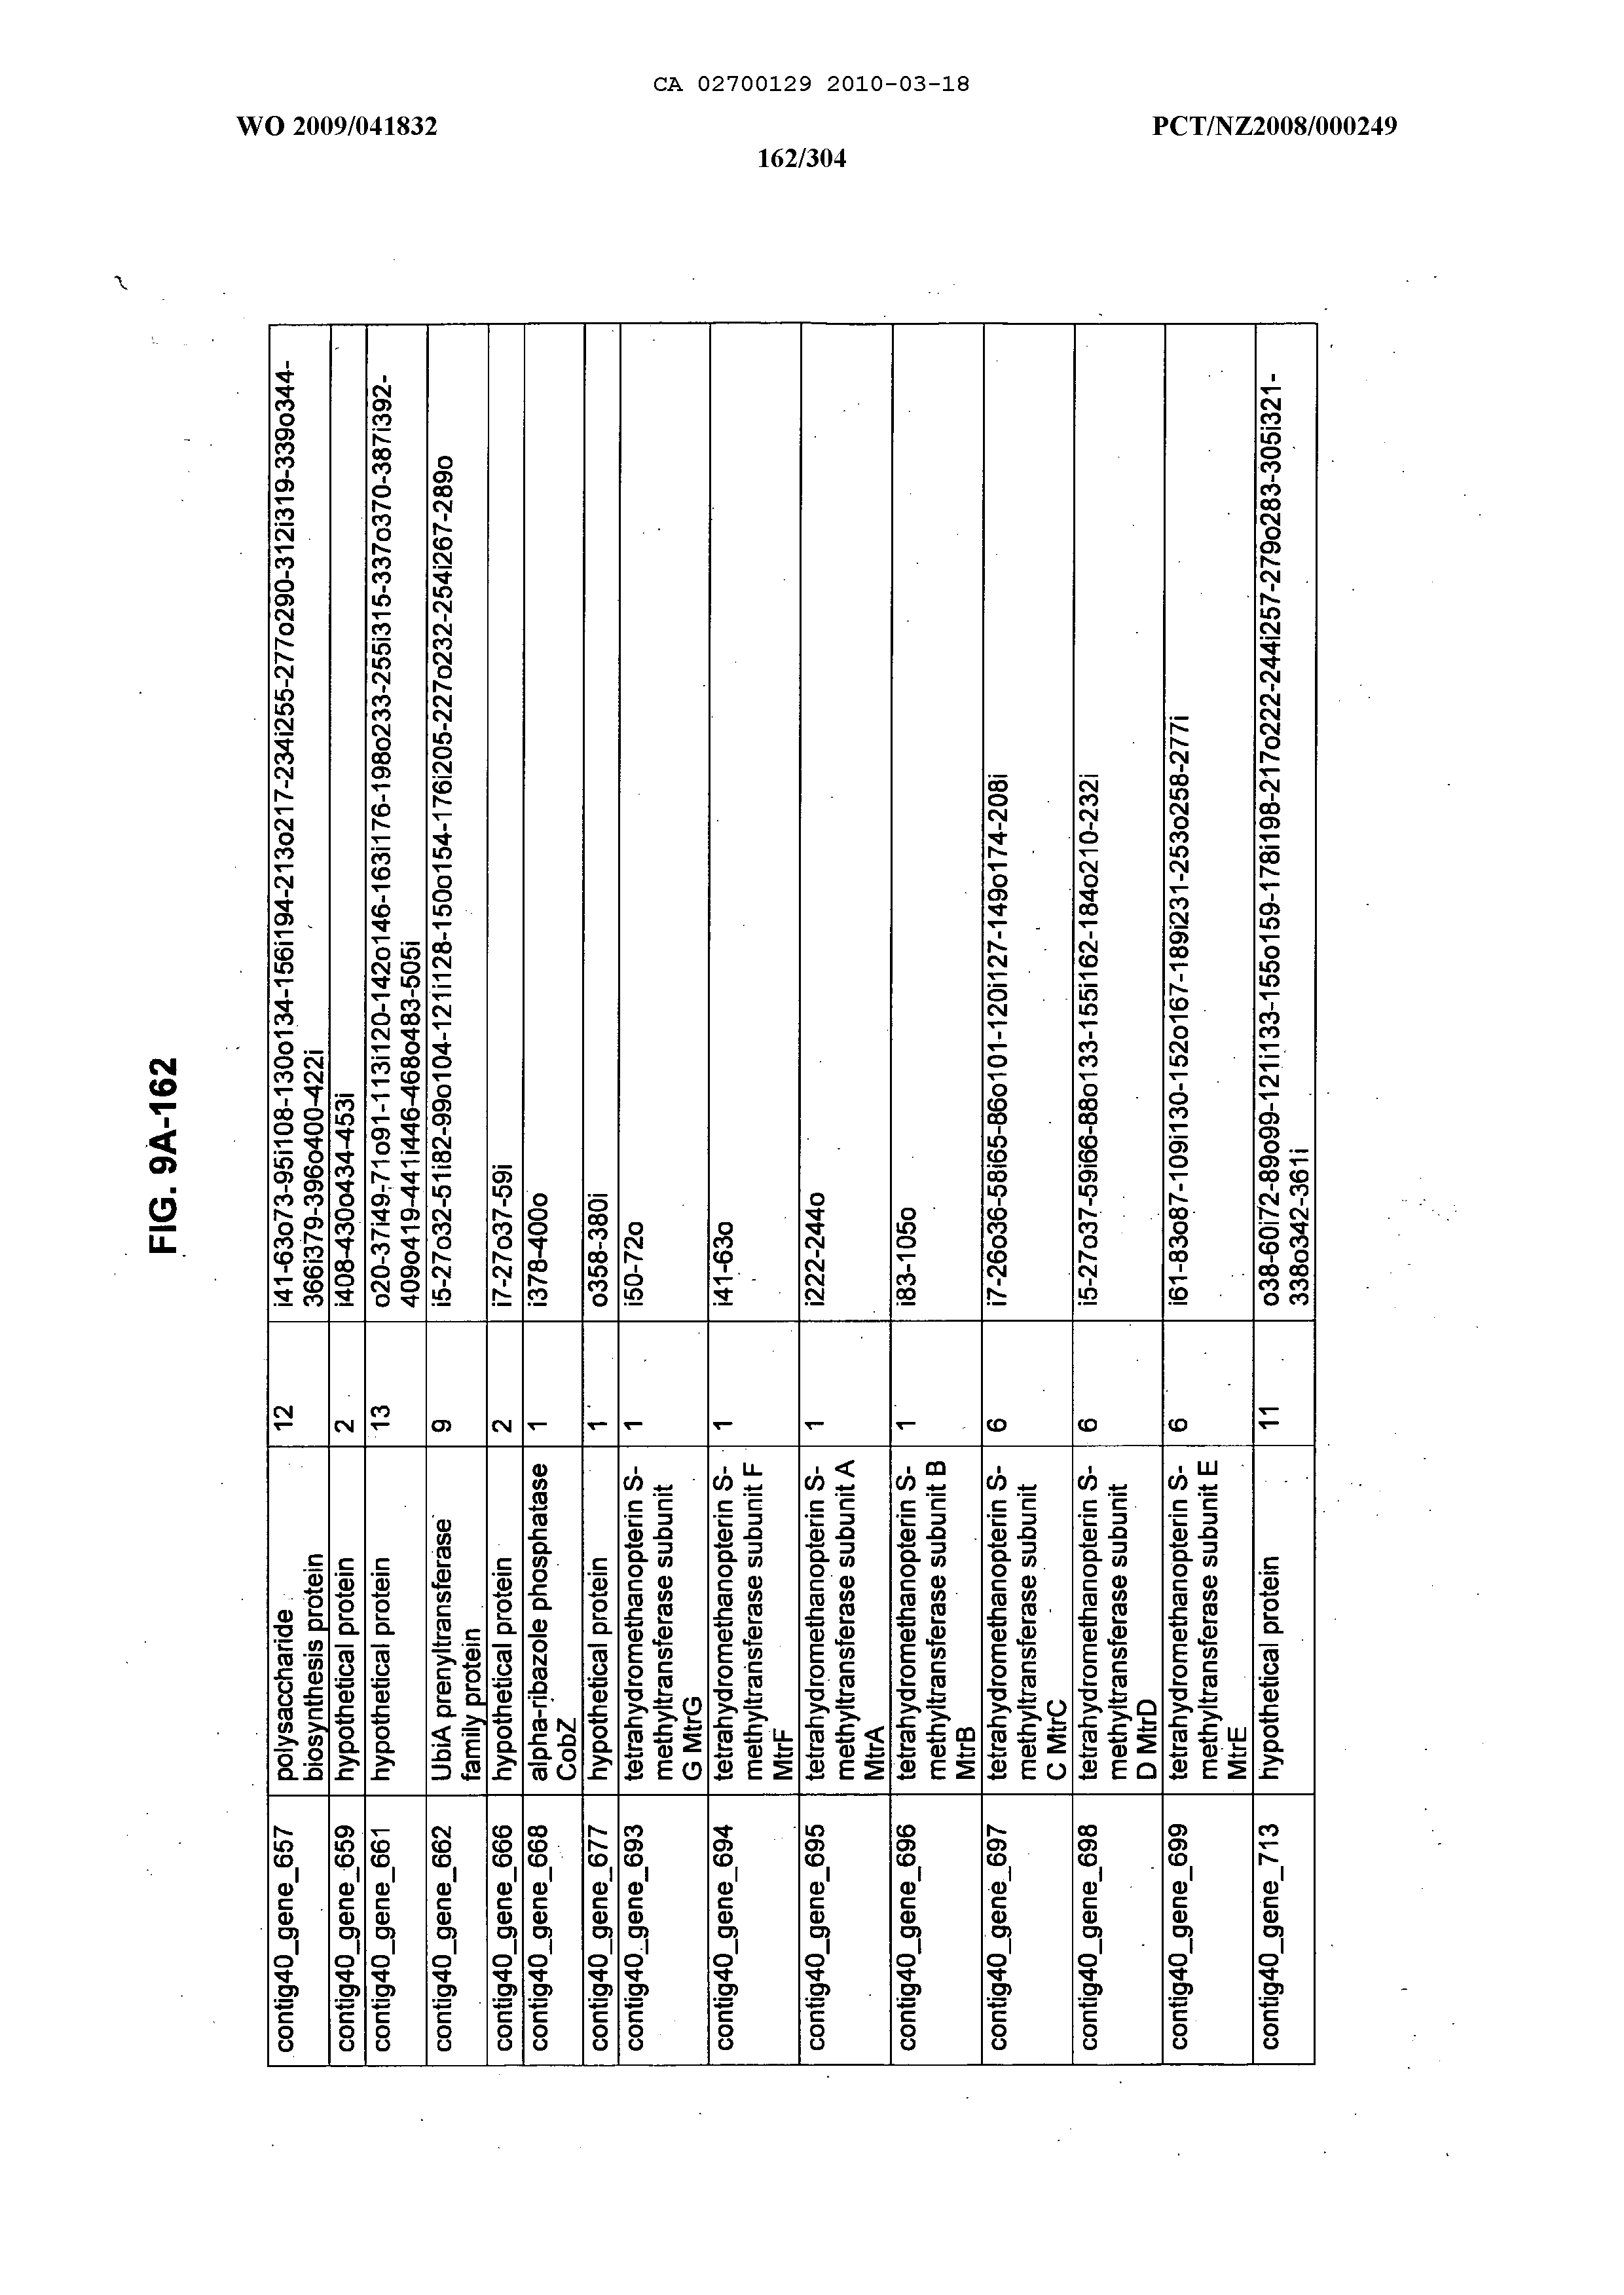 CA 02700129 2010-03-18
WO 2009/041832
PCT/NZ2008/000249
162/304
FIG. 9A-162
contig40_gene_657
polysaccharide
biosynthesis protein
12
i41-63o73-95i108-130o134-156i194-213o217-234i255-277o290-312i319-339o344-
366i379-396o400-422i
contig40_gene_659
hypothetical protein
2
i408-430o434-453i
contig40_gene_661
hypothetical protein
13
o20-37i49-71o91-113i120-142o146-163i176-198o233-255i315-337o370-387i392-
409o419-441i446-468o483-505i
contig40_gene_662
UbiA prenyltransferase
family protein
9
i5-27o32-51i82-99o104-121i128-150o154-176i205-227o232-254i267-289o
contig40_gene_666
hypothetical protein
2
i7-27o37-59i
contig40_gene_668
alpha-ribazole phosphatase
CobZ
1
i378-400o
contig40_gene_677
hypothetical protein
1
o358-380i
contig40_gene_693
tetrahydromethanopterin S-
methyltransferase subunit
G MtrG
1
i50-72o
contig40_gene_694
tetrahydromethanopterin S-
methyltransferase subunit F
MtrF
1
i41-63o
contig40_gene_695
tetrahydromethanopterin S-
methyltransferase subunit A
MtrA
1
i222-244o
contig40_gene_696
tetrahydromethanopterin S-
methyltransferase subunit B
MtrB
1
i83-105o
contig40_gene_697
tetrahydromethanopterin S-
methyltransferase subunit
C MtrC
6
i7-26o36-58i65-86o101-120i127-149o174-208i
contig40_gene_698
tetrahydromethanopterin S-
methyltransferase subunit
D MtrD
6
i5-27o37-59i66-88o133-155i162-184o210-232i
contig40_gene_699
tetrahydromethanopterin S-
methyltransferase subunit E
MtrE
6
i61-83o87-109i130-152o167-189i231-253o258-277i
contig40_gene_713
hypothetical protein
11
o38-60i72-89o99-121i133-155o159-178i198-217o222-244i257-279o283-305i321-
338o342-361i